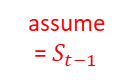 assume
= S_{t-1}